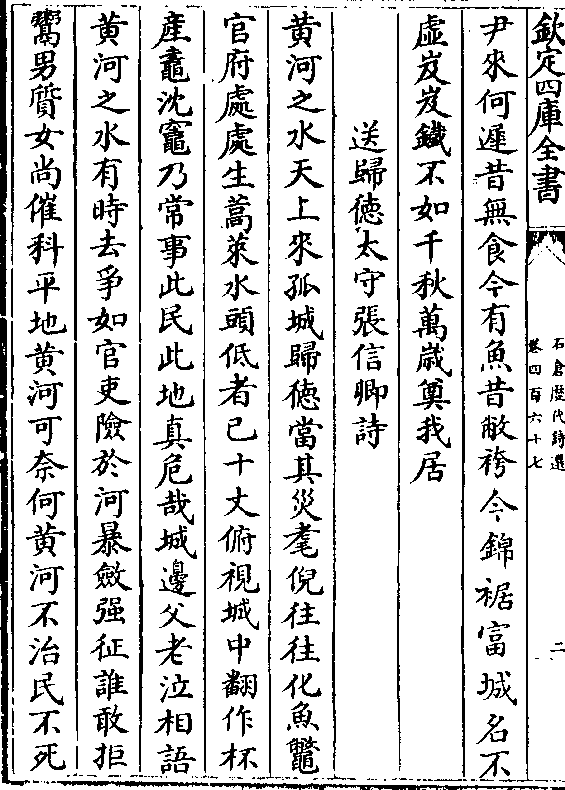 欽定四庫全書
石倉歴代詩選
卷四百六十七
二
尹來何遲昔無食今有魚昔敝袴今錦裾富城名不
虛岌岌鐵不如千秋萬歲奠我居
送歸德太守張信卿詩
黄河之水天上來孤城歸德當其災耄倪往往化魚鼈
官府處處生蒿萊水頭低者已十丈俯視城中翻作杯
産鼃沈竈乃常事此民此地真危哉城邊父老泣相語
黄河之水有時去爭如官吏險於河暴斂强征誰敢拒
鬻男質女尚催科平地黄河可奈何黄河不治民不死